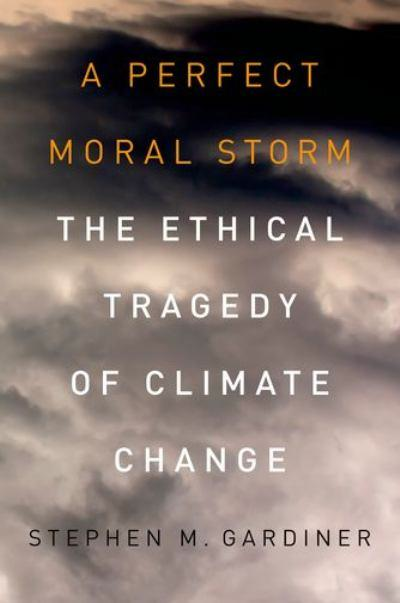 A PERFECT
MORAL STORM
THE ETHICAL
TRAGEDY
OF CLIMATE
CHANGE
STEPHEN M. GARDINER